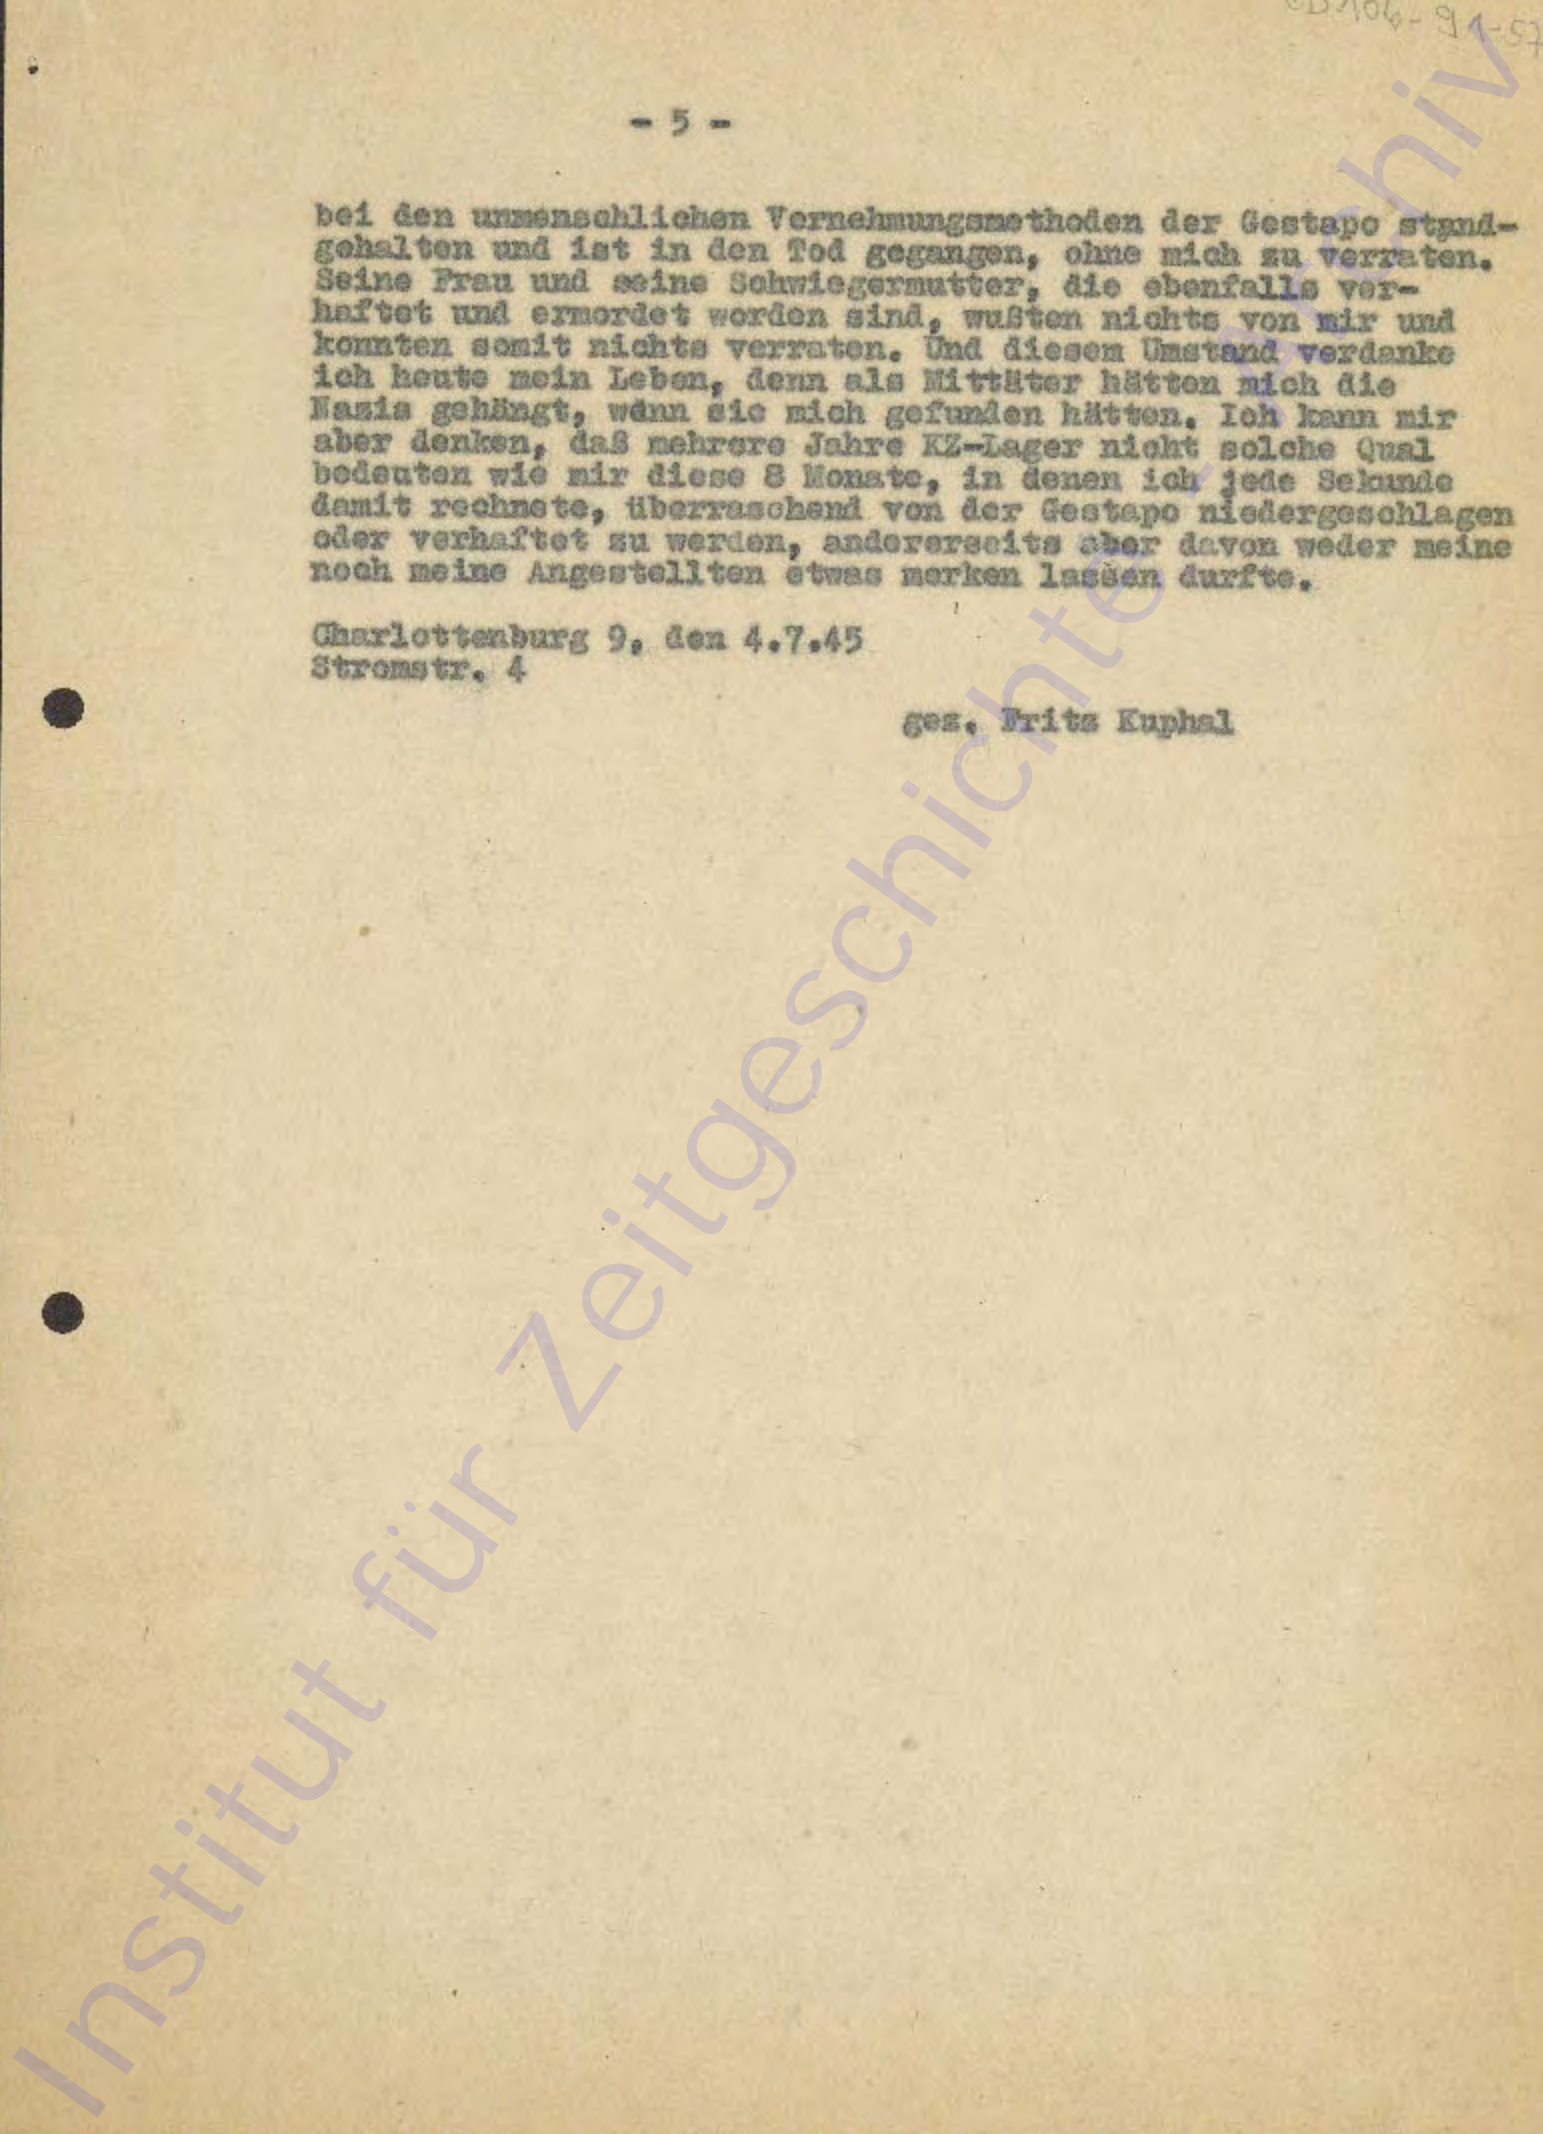 ED 106-91-57
- 5 -
bei den unmenschlichen Vernehmungsmethoden der Gestapo stand-
gehalten und ist in den Tod gegangen, ohne mich zu verraten.
Seine Frau und seine Schwiegermutter, die ebenfalls ver-
haftet und ermordet worden sind, wußten nichts von mir und
konnten somit nichts verraten. Und diesem Umstand verdanke
ich heute mein Leben, denn als Mittäter hätten mich die
Nazis gehängt, wenn sie mich gefunden hätten. Ich kann mir
aber denken, daß mehrere Jahre KZ-Lager nicht solche Qual
bedeuten wie mir diese 8 Monate, in denen ich jede Sekunde
damit rechnete, überraschend von der Gestapo niedergeschlagen
oder verhaftet zu werden, andererseits aber davon weder meine
noch meine Angestellten etwas merken lassen durfte.
Charlottenburg 9, den 4.7.45
Stromstr. 4
gez. Fritz Kuphal
Institut für Zeitgeschichte - Archiv